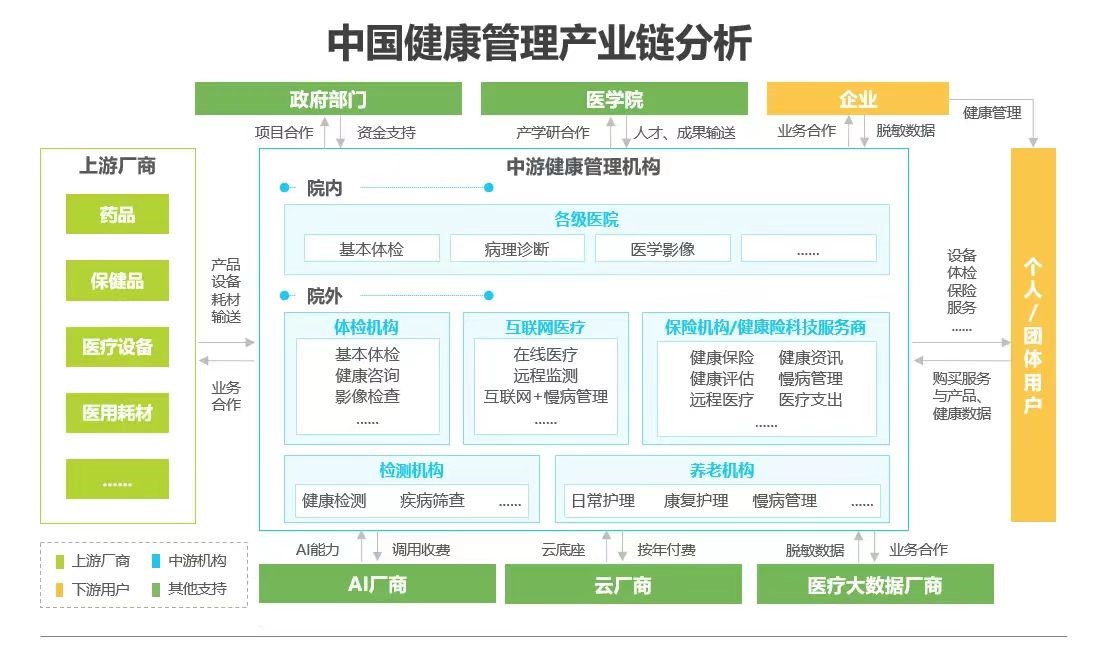 中国健康管理产业链分析
政府部门
医学院
企业
项目合作
资金支持
产学研合作
人才、成果输送
业务合作
脱敏数据
健康管理
上游厂商
药品
保健品
医疗设备
医用耗材
......
产品
设备
耗材
输送
业务
合作
中游健康管理机构
院内
各级医院
基本体检
病理诊断
医学影像
......
院外
体检机构
基本体检
健康咨询
影像检查
......
互联网医疗
在线医疗
远程监测
互联网+慢病管理
......
保险机构/健康险科技服务商
健康保险 健康资讯
健康评估 慢病管理
远程医疗 医疗支出
......
检测机构
健康检测 疾病筛查 ......
养老机构
日常护理 康复护理 慢病管理 ......
设备
体检
保险
服务
......
购买服务
与产品、
健康数据
个人/团体用户
AI能力
调用收费
云底座
按年付费
脱敏数据
业务合作
AI厂商
云厂商
医疗大数据厂商
上游厂商
中游机构
下游用户
其他支持